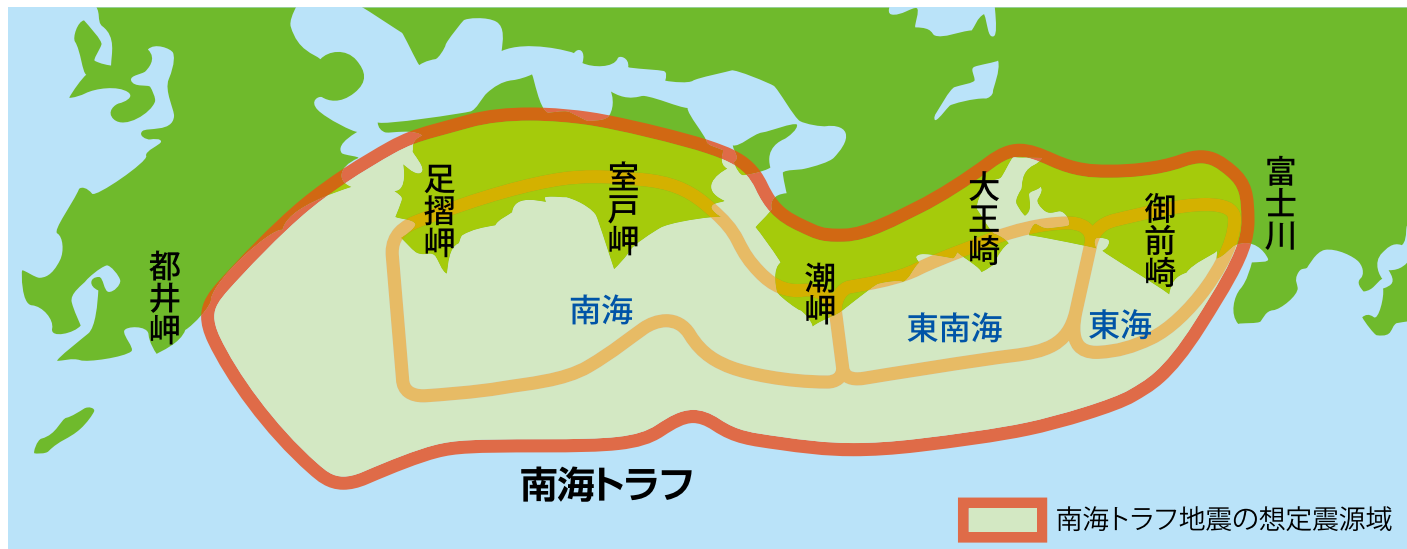 都井岬
足摺岬
室戸岬
潮岬
大王崎
御前崎
富士川
南海
東南海
東海
南海トラフ
南海トラフ地震の想定震源域